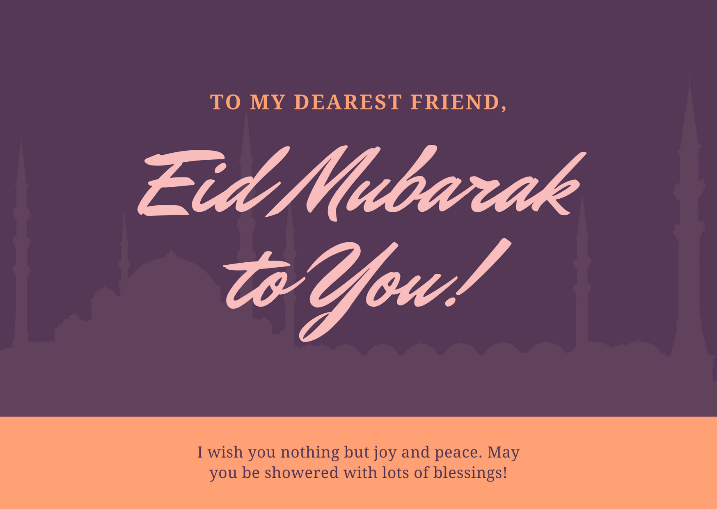 TO MY DEAREST FRIEND,
Eid Mubarak
to You!
I wish you nothing but joy and peace. May
you be showered with lots of blessings!